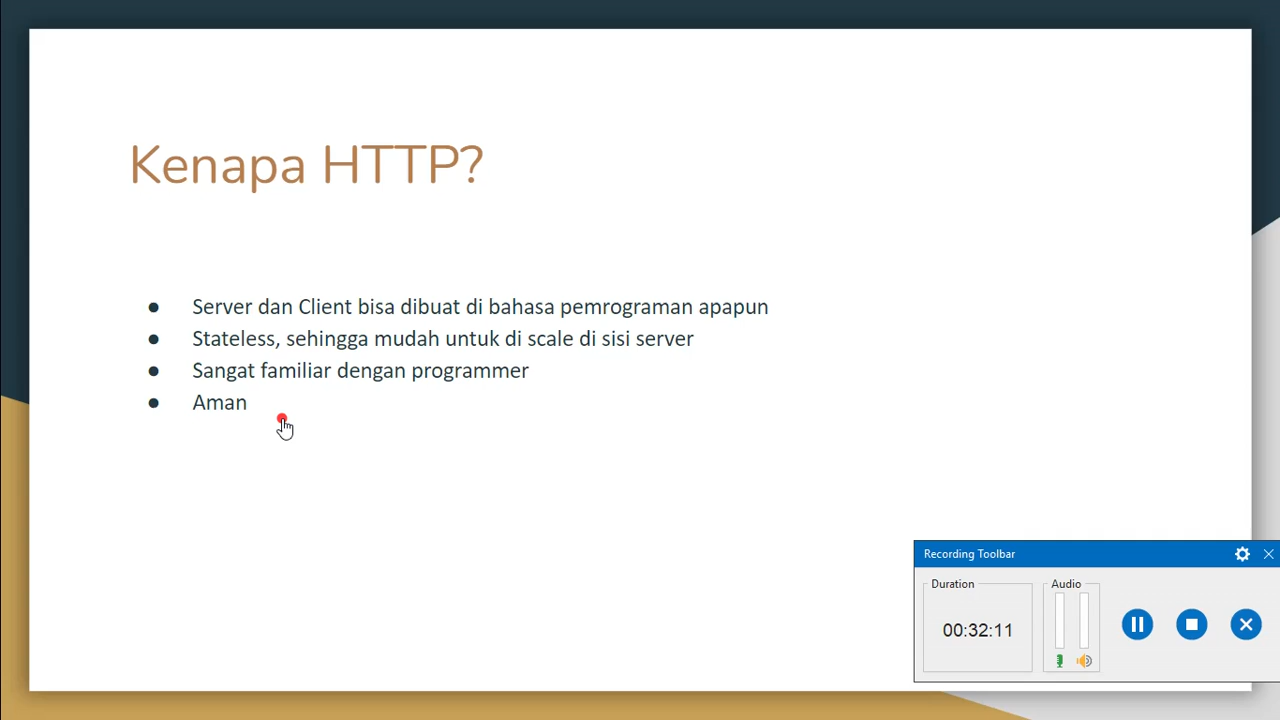 Kenapa HTTP?
● Server dan Client bisa dibuat di bahasa pemrograman apapun
● Stateless, sehingga mudah untuk di scale di sisi server
● Sangat familiar dengan programmer
● Aman
Recording Toolbar
Duration
Audio
00:32:11